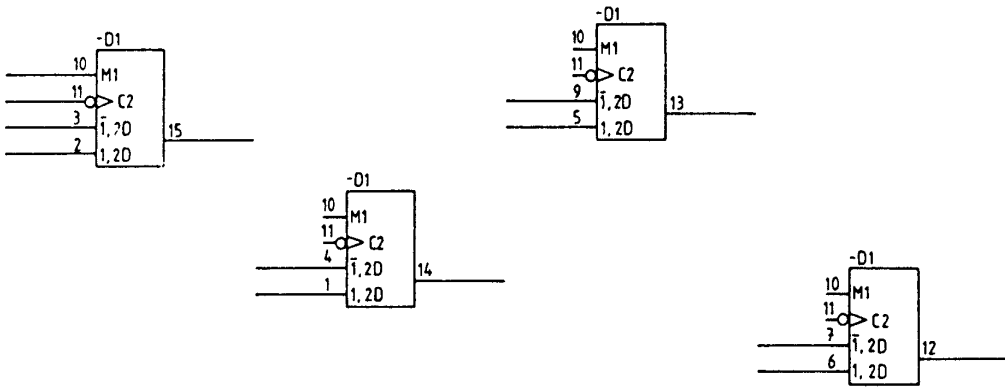 -D1
10 M1
11 C2
3 1̅,2D
15
2 1,2D
-D1
10 M1
11 C2
9 1̅,2D
13
5 1,2D
-D1
10 M1
11 C2
4 1̅,2D
14
1 1,2D
-D1
10 M1
11 C2
7 1̅,2D
12
6 1,2D